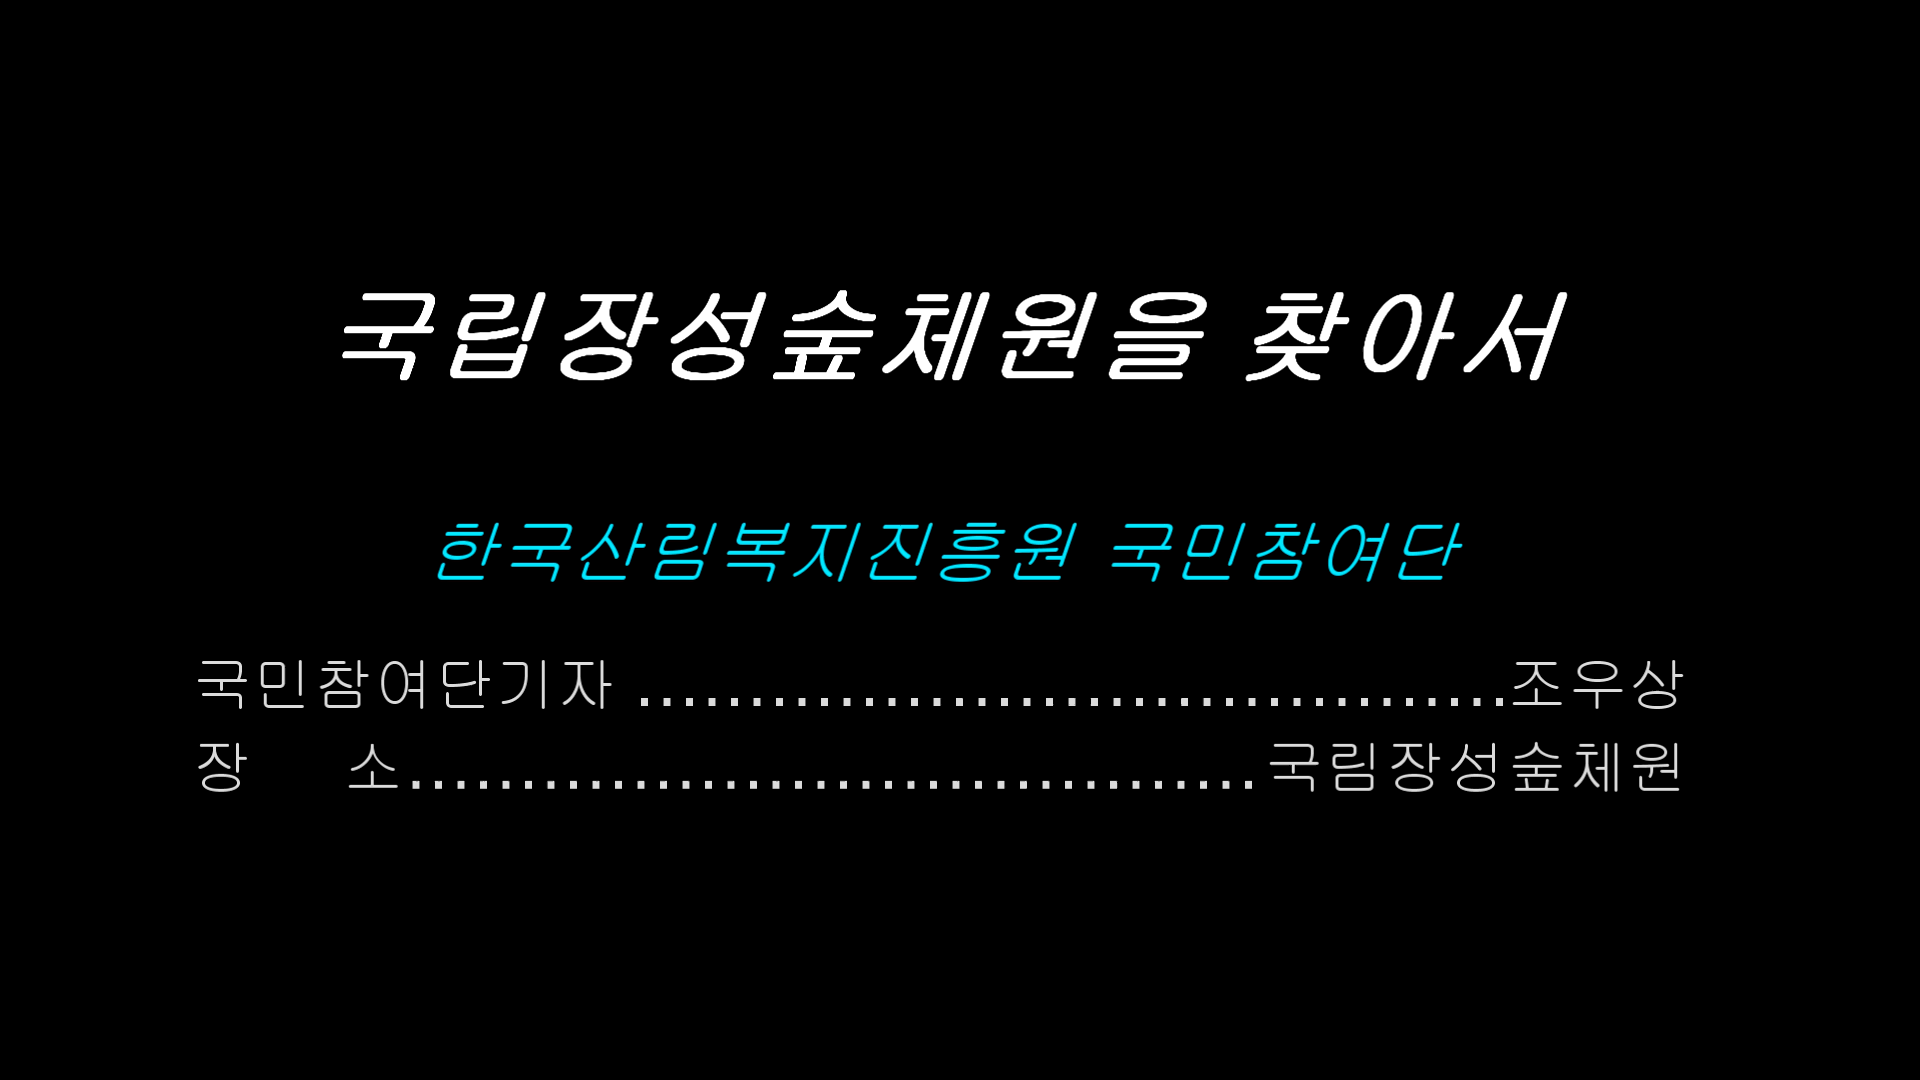 국립장성숲체원을 찾아서
한국산림복지진흥원 국민참여단
국민참여단기자 .......................................조우상
장 소......................................국립장성숲체원